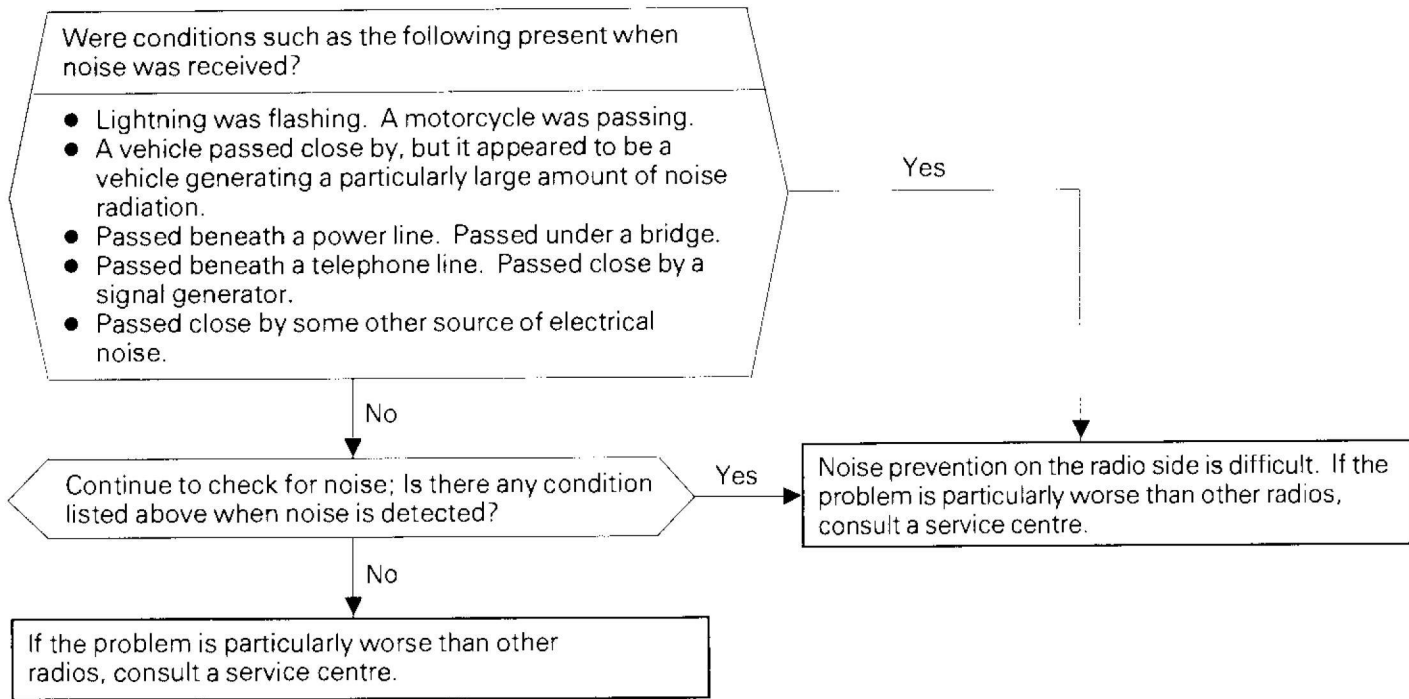 Were conditions such as the following present when
noise was received?
● Lightning was flashing. A motorcycle was passing.
● A vehicle passed close by, but it appeared to be a
vehicle generating a particularly large amount of noise
radiation.
● Passed beneath a power line. Passed under a bridge.
● Passed beneath a telephone line. Passed close by a
signal generator.
● Passed close by some other source of electrical
noise.
Yes
No
Continue to check for noise; Is there any condition
listed above when noise is detected?
Yes
Noise prevention on the radio side is difficult. If the
problem is particularly worse than other radios,
consult a service centre.
No
If the problem is particularly worse than other
radios, consult a service centre.